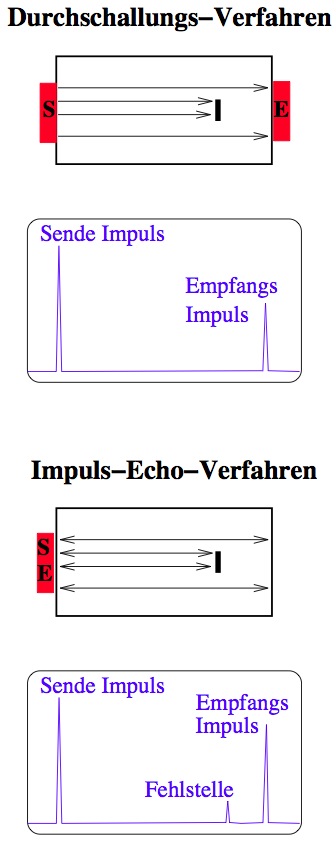 Durchschallungs−Verfahren
S
E
Sende Impuls
Empfangs
Impuls
Impuls−Echo−Verfahren
S
E
Sende Impuls
Empfangs
Impuls
Fehlstelle